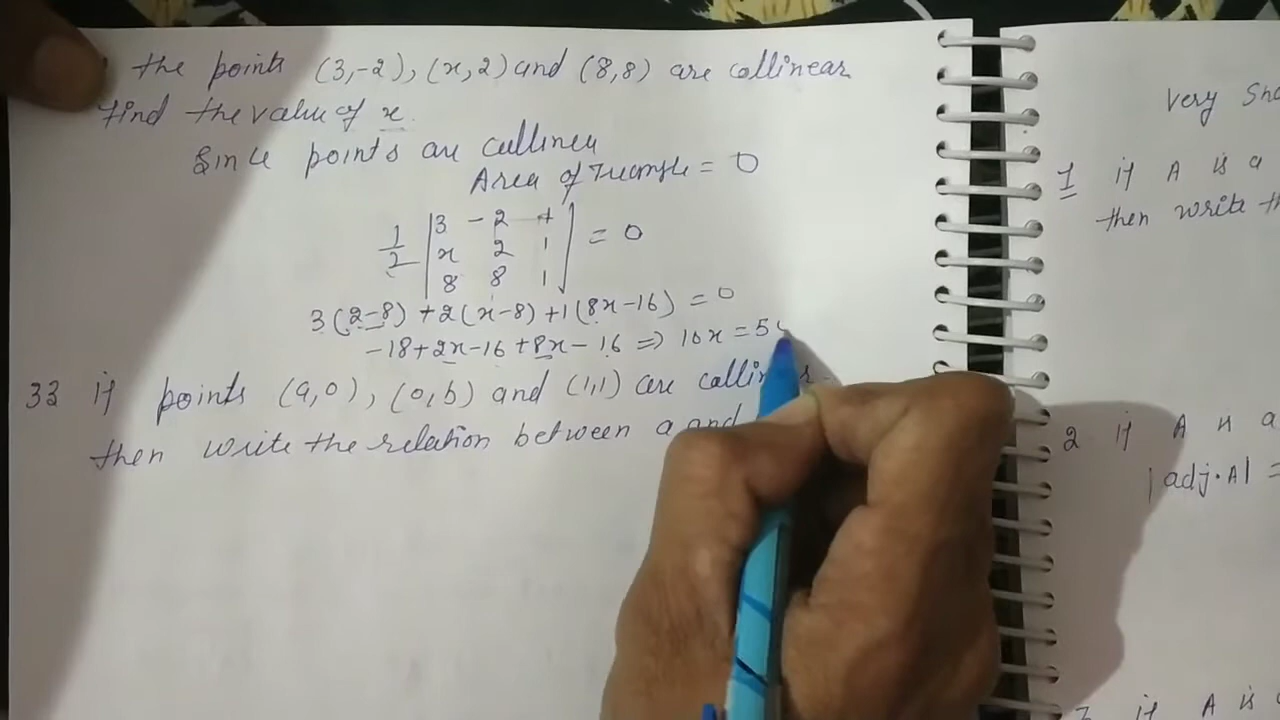 the points (3,-2), (x,2) and (8,8) are collinear
find the value of x.
Since points are cullinea
Area of Triangle = 0
1/2 |3 -2 1|
|x 2 1| = 0
|8 8 1|
3(2-8) +2(x-8) +1(8x-16) = 0
-18+2x-16 +8x-16 => 10x = 5
33 if points (a,0), (0,b) and (1,1) are
then write the relation between a and
Very
1 if A is a
then write
2 if A is a
|adj.A| =
if A is